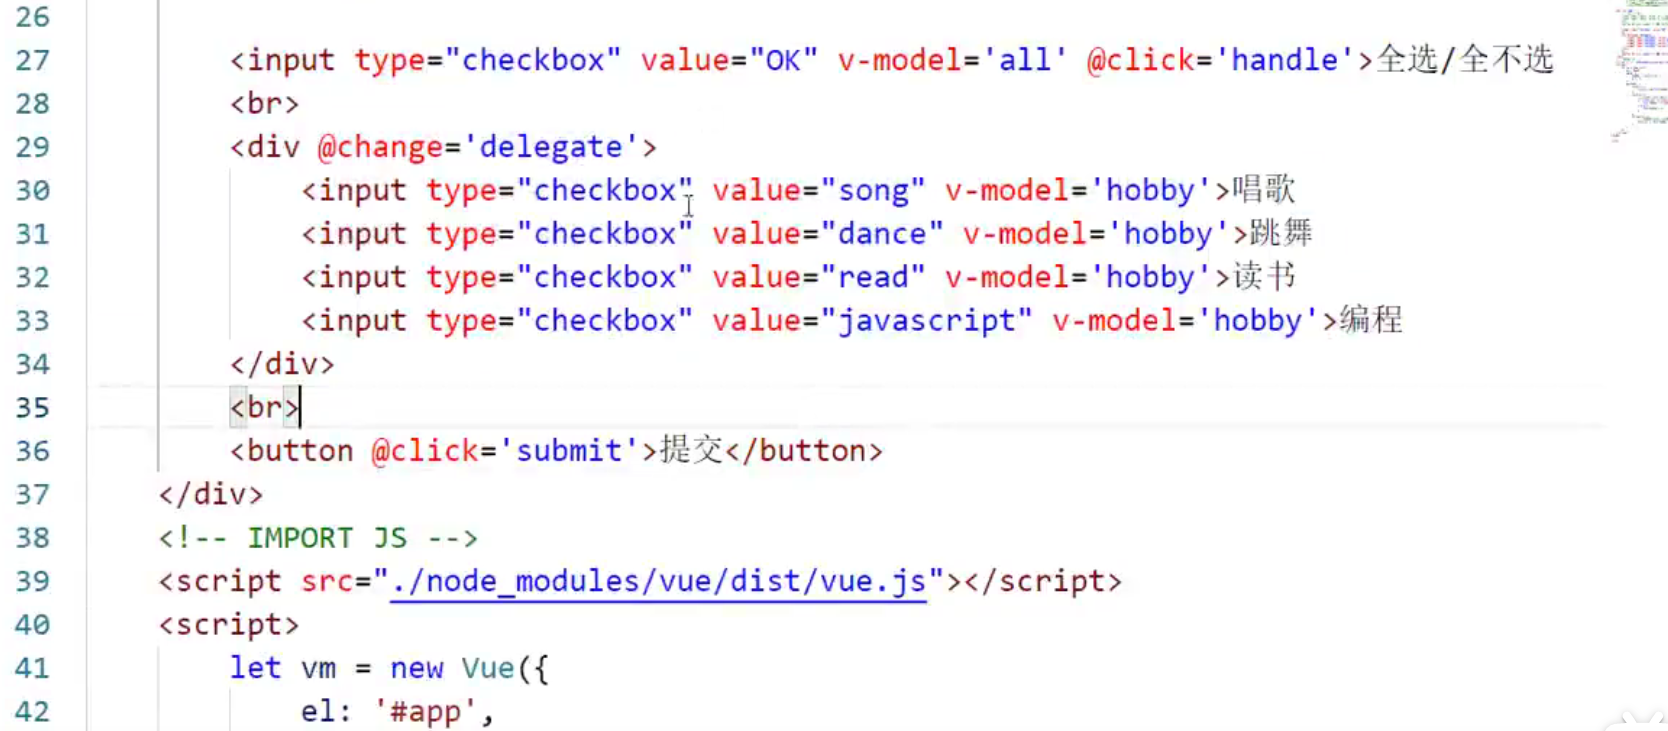 26
27 <input type="checkbox" value="OK" v-model='all' @click='handle'>全选/全不选
28 <br>
29 <div @change='delegate'>
30 <input type="checkbox" value="song" v-model='hobby'>唱歌
31 <input type="checkbox" value="dance" v-model='hobby'>跳舞
32 <input type="checkbox" value="read" v-model='hobby'>读书
33 <input type="checkbox" value="javascript" v-model='hobby'>编程
34 </div>
35 <br>
36 <button @click='submit'>提交</button>
37 </div>
38 <!-- IMPORT JS -->
39 <script src="./node_modules/vue/dist/vue.js"></script>
40 <script>
41 let vm = new Vue({
42 el: '#app',